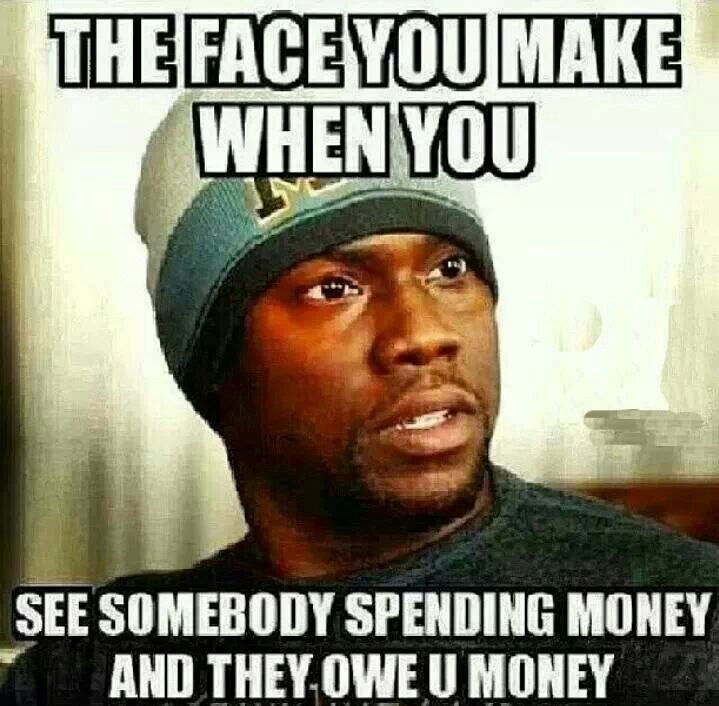 THE FACE YOU MAKE
WHEN YOU
M
SEE SOMEBODY SPENDING MONEY
AND THEY OWE U MONEY